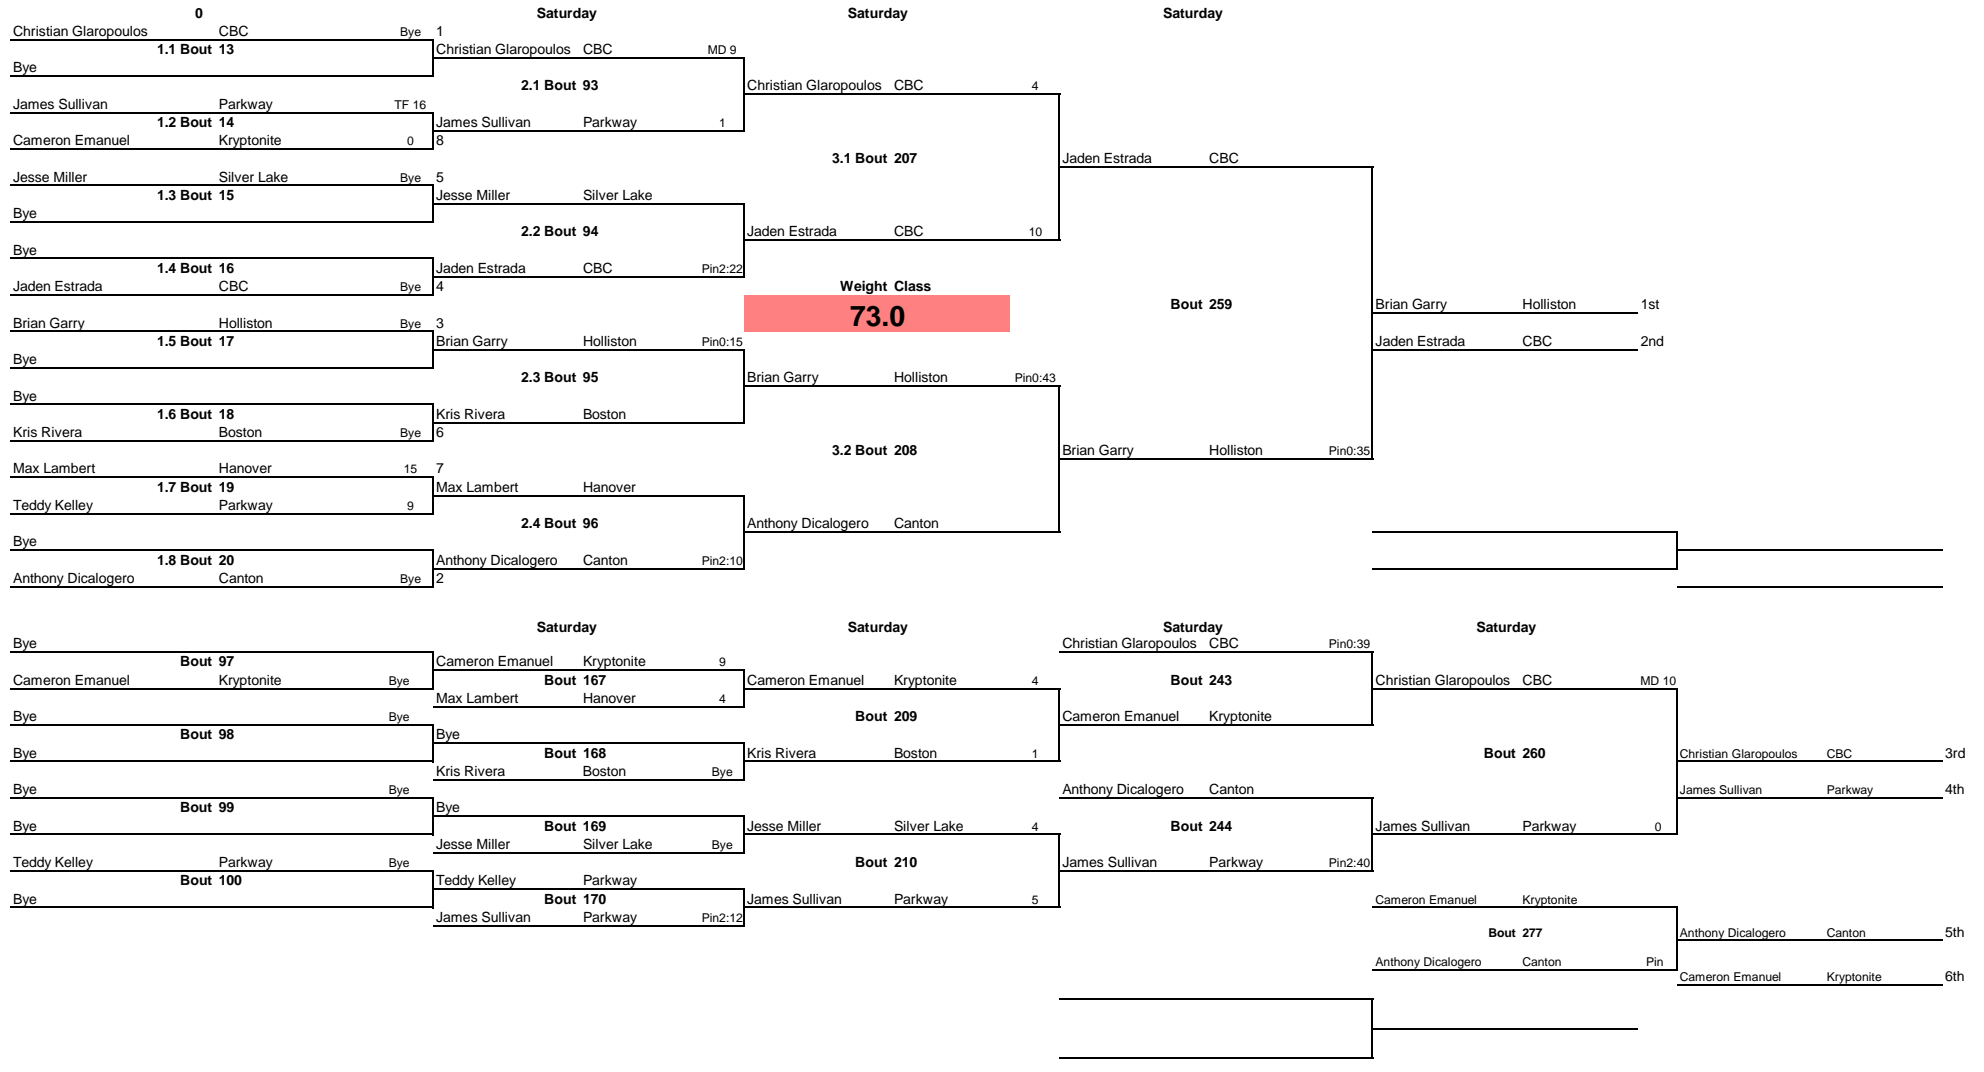 0 Saturday Saturday Saturday
Christian Glaropoulos CBC Bye 1
1.1 Bout 13 Christian Glaropoulos CBC MD 9
Bye
2.1 Bout 93 Christian Glaropoulos CBC 4
James Sullivan Parkway TF 16
1.2 Bout 14 James Sullivan Parkway 1
Cameron Emanuel Kryptonite 0 8
3.1 Bout 207 Jaden Estrada CBC
Jesse Miller Silver Lake Bye 5
1.3 Bout 15 Jesse Miller Silver Lake
Bye
2.2 Bout 94 Jaden Estrada CBC 10
Bye
1.4 Bout 16 Jaden Estrada CBC Pin2:22
Jaden Estrada CBC Bye 4 Weight Class
Bout 259 Brian Garry Holliston 1st
Brian Garry Holliston Bye 3 73.0
1.5 Bout 17 Brian Garry Holliston Pin0:15 Jaden Estrada CBC 2nd
Bye
2.3 Bout 95 Brian Garry Holliston Pin0:43
Bye
1.6 Bout 18 Kris Rivera Boston
Kris Rivera Boston Bye 6
3.2 Bout 208 Brian Garry Holliston Pin0:35
Max Lambert Hanover 15 7
1.7 Bout 19 Max Lambert Hanover
Teddy Kelley Parkway 9
2.4 Bout 96 Anthony Dicalogero Canton
Bye
1.8 Bout 20 Anthony Dicalogero Canton Pin2:10
Anthony Dicalogero Canton Bye 2
Saturday Saturday Saturday Saturday
Bye Christian Glaropoulos CBC Pin0:39
Bout 97 Cameron Emanuel Kryptonite 9
Cameron Emanuel Kryptonite Bye Bout 167 Cameron Emanuel Kryptonite 4 Bout 243 Christian Glaropoulos CBC MD 10
Max Lambert Hanover 4
Bye Bye Bout 209 Cameron Emanuel Kryptonite
Bout 98 Bye
Bye Bout 168 Kris Rivera Boston 1 Bout 260 Christian Glaropoulos CBC 3rd
Kris Rivera Boston Bye
Bye Bye Anthony Dicalogero Canton James Sullivan Parkway 4th
Bout 99 Bye
Bye Bout 169 Jesse Miller Silver Lake 4 Bout 244 James Sullivan Parkway 0
Jesse Miller Silver Lake Bye
Teddy Kelley Parkway Bye Bout 210 James Sullivan Parkway Pin2:40
Bout 100 Teddy Kelley Parkway
Bye Bout 170 James Sullivan Parkway 5 Cameron Emanuel Kryptonite
James Sullivan Parkway Pin2:12
Bout 277 Anthony Dicalogero Canton 5th
Anthony Dicalogero Canton Pin
Cameron Emanuel Kryptonite 6th